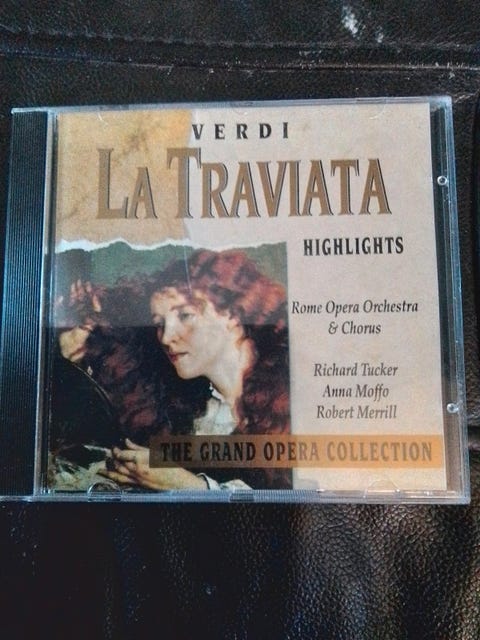 VERDI
LA TRAVIATA
HIGHLIGHTS
Rome Opera Orchestra
& Chorus
Richard Tucker
Anna Moffo
Robert Merrill
THE GRAND OPERA COLLECTION